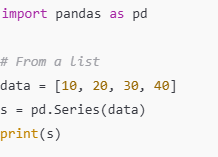 import pandas as pd
# From a list
data = [10, 20, 30, 40]
s = pd.Series(data)
print(s)